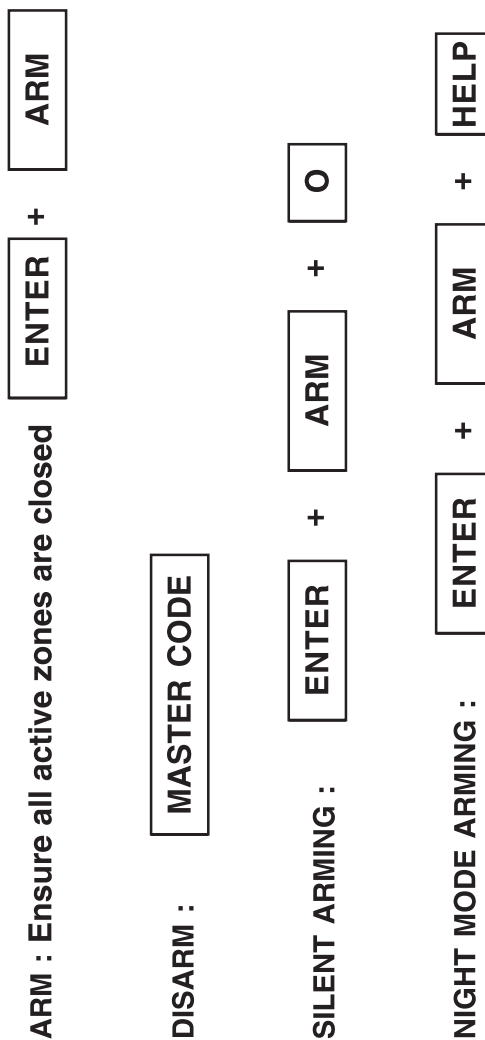 ARM : Ensure all active zones are closed ENTER + ARM
DISARM : MASTER CODE
SILENT ARMING : ENTER + ARM + O
NIGHT MODE ARMING : ENTER + ARM + HELP